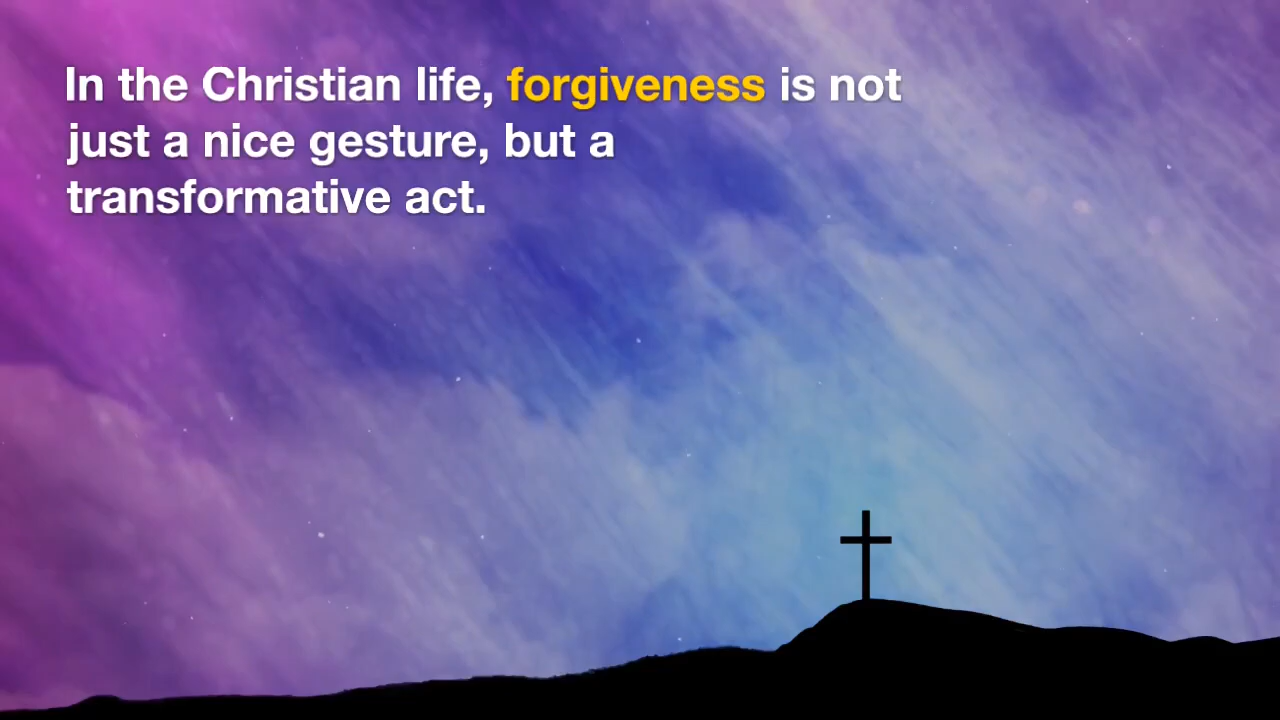 In the Christian life, forgiveness is not
just a nice gesture, but a
transformative act.